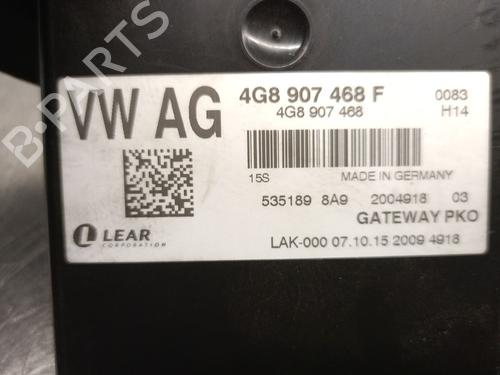 VW AG
4G8 907 468 F
0083
4G8 907 468
H14
15S
MADE IN GERMANY
535189 8A9 2004918 03
GATEWAY PKO
LEAR
CORPORATION
LAK-000 07.10.15 2009 4918
B-PARTS